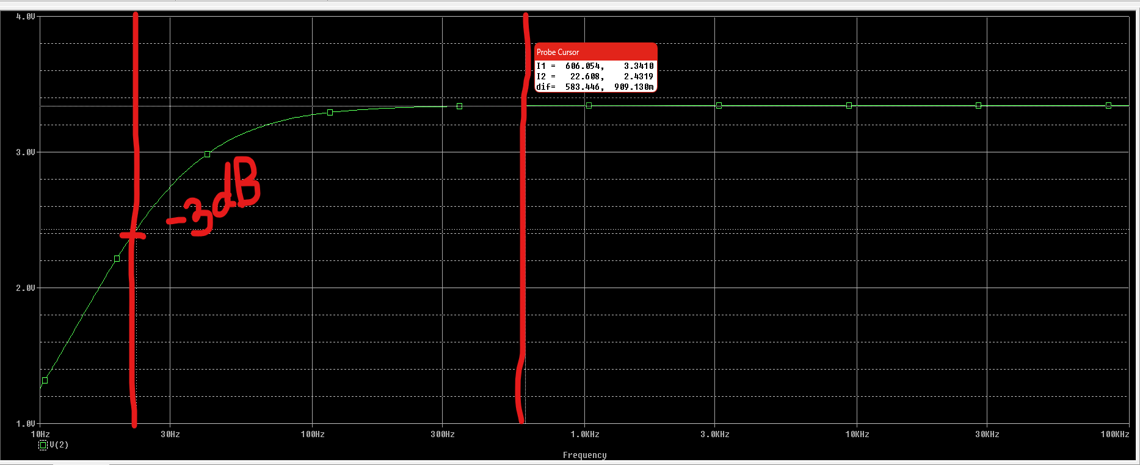 4.0V
Probe Cursor
I1 = 606.054, 3.3410
I2 = 22.608, 2.4319
dif= 583.446, 909.130m
3.0V
-3dB
2.0V
1.0V
10Hz 30Hz 100Hz 300Hz 1.0KHz 3.0KHz 10KHz 30KHz 100KHz
V(2)
Frequency